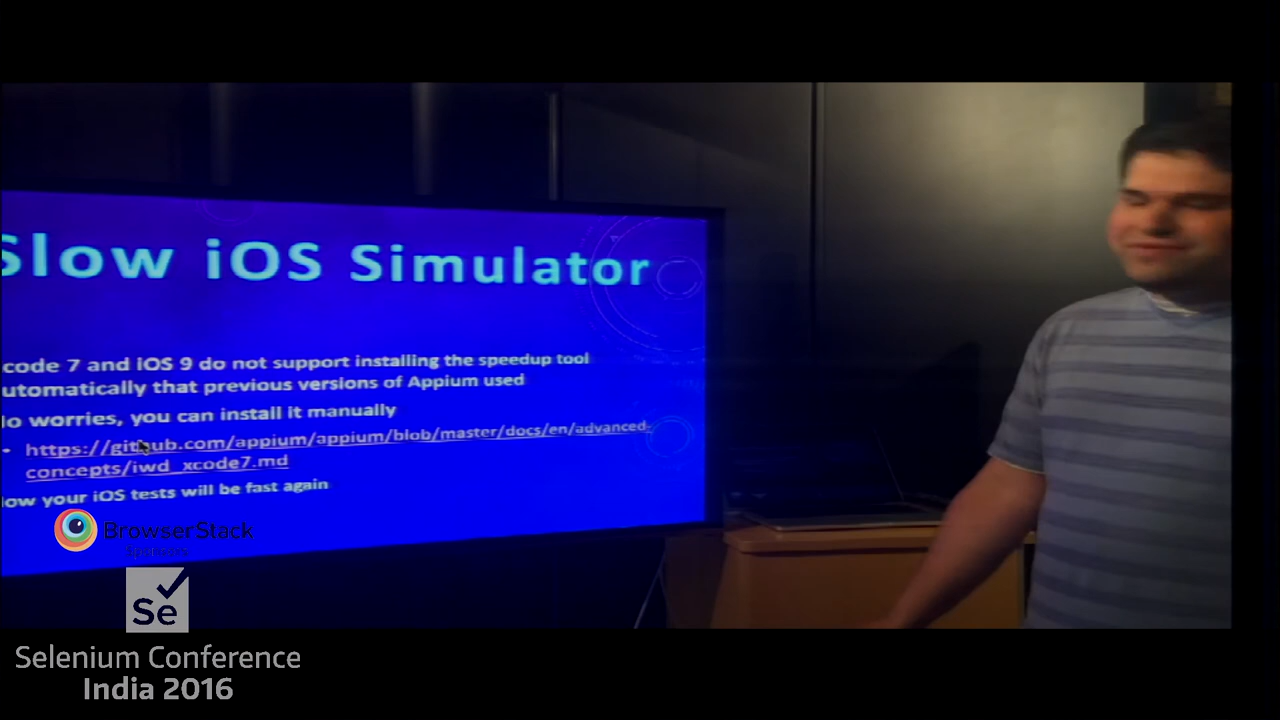 Slow iOS Simulator
code 7 and iOS 9 do not support installing the speedup tool
utomatically that previous versions of Appium used
lo worries, you can install it manually
• https://github.com/appium/appium/blob/master/docs/en/advanced-
concepts/iwd_xcode7.md
low your iOS tests will be fast again
BrowserStack
Se
Selenium Conference
India 2016